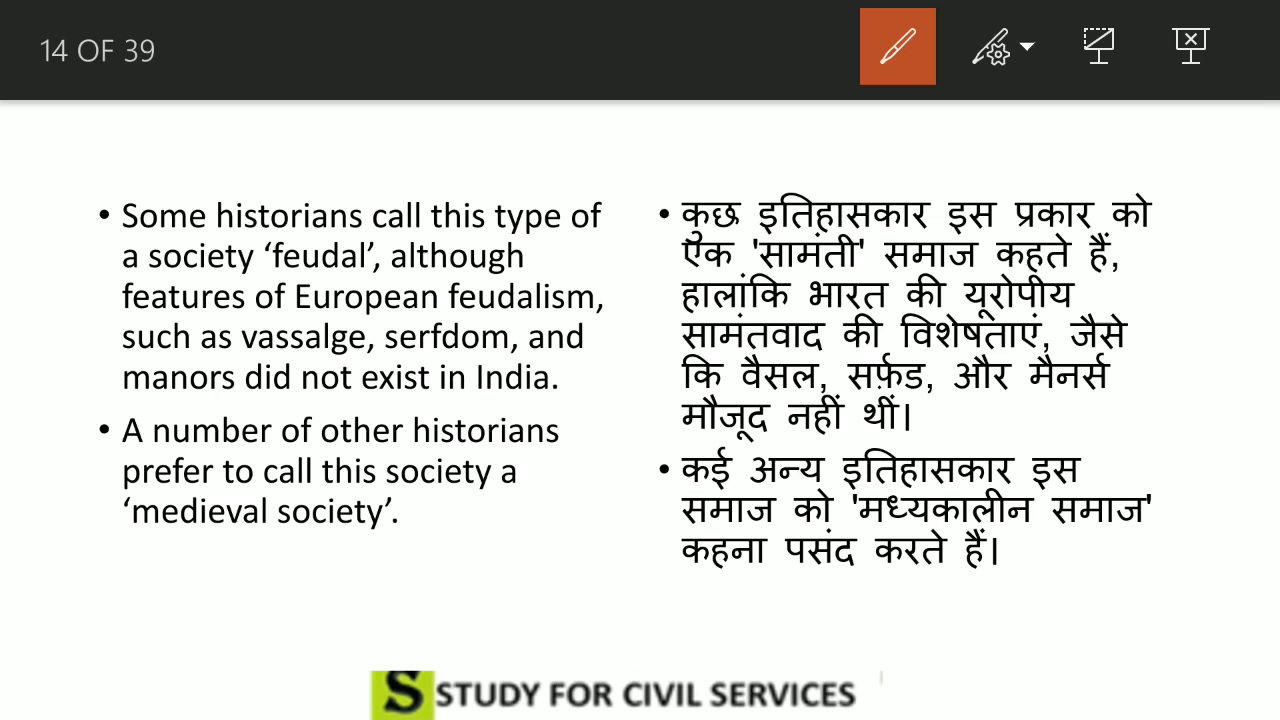 14 OF 39
• Some historians call this type of
a society ‘feudal’, although
features of European feudalism,
such as vassalge, serfdom, and
manors did not exist in India.
• A number of other historians
prefer to call this society a
‘medieval society’.
• कुछ इतिहासकार इस प्रकार को
एक 'सामंती' समाज कहते हैं,
हालांकि भारत की यूरोपीय
सामंतवाद की विशेषताएं, जैसे
कि वैसल, सर्फ़ड, और मैनर्स
मौजूद नहीं थीं।
• कई अन्य इतिहासकार इस
समाज को 'मध्यकालीन समाज'
कहना पसंद करते हैं।
S STUDY FOR CIVIL SERVICES